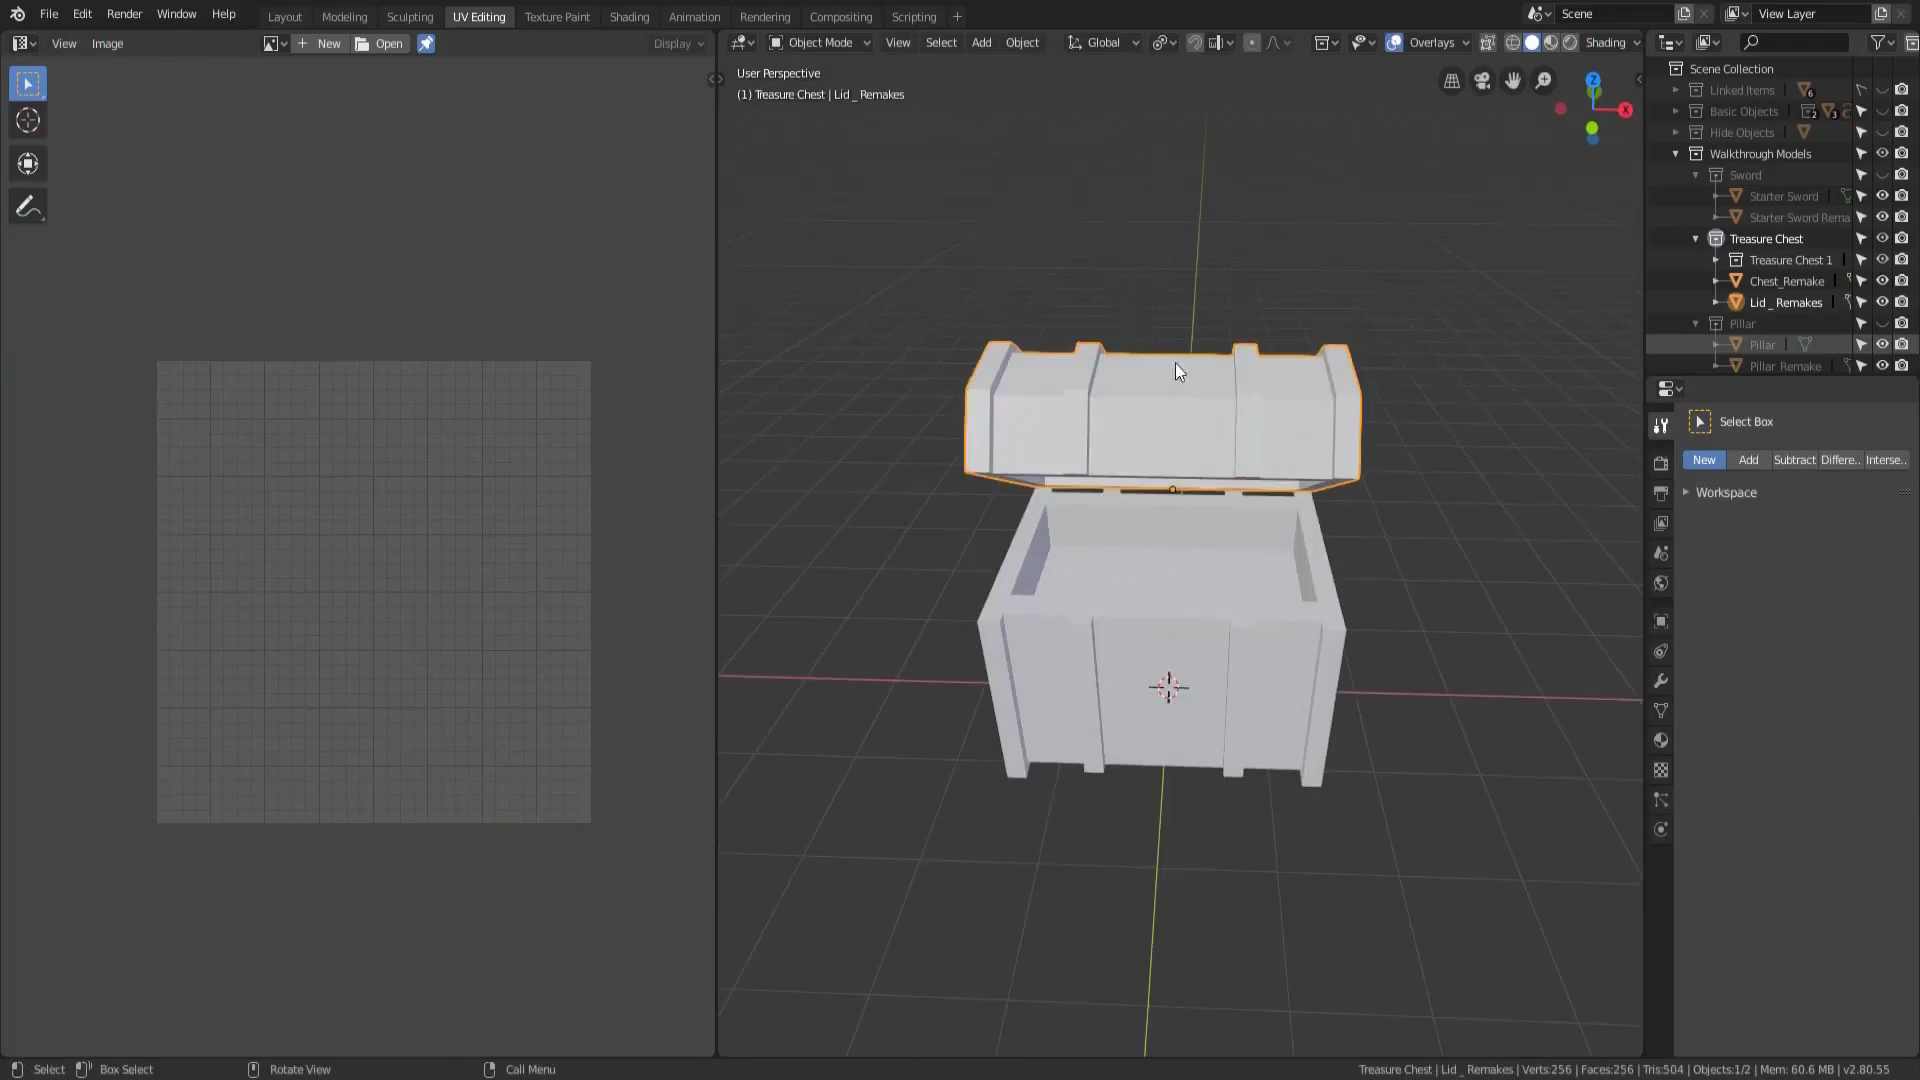 File Edit Render Window Help
Layout Modeling Sculpting UV Editing Texture Paint Shading Animation Rendering Compositing Scripting +
Scene
View Layer
View Image
New Open
Display
Object Mode View Select Add Object
Global
Overlays Shading
User Perspective
(1) Treasure Chest | Lid _ Remakes
Z
X
Scene Collection
Linked Items 6
Basic Objects 2 3
Hide Objects
Walkthrough Models
Sword
Starter Sword
Starter Sword Rema
Treasure Chest
Treasure Chest 1
Chest_Remake
Lid _ Remakes
Pillar
Pillar
Pillar Remake
Select Box
New Add Subtract Differe.. Interse..
Workspace
Select Box Select Rotate View Call Menu
Treasure Chest | Lid _ Remakes | Verts:256 | Faces:256 | Tris:504 | Objects:1/2 | Mem: 60.6 MB | v2.80.55